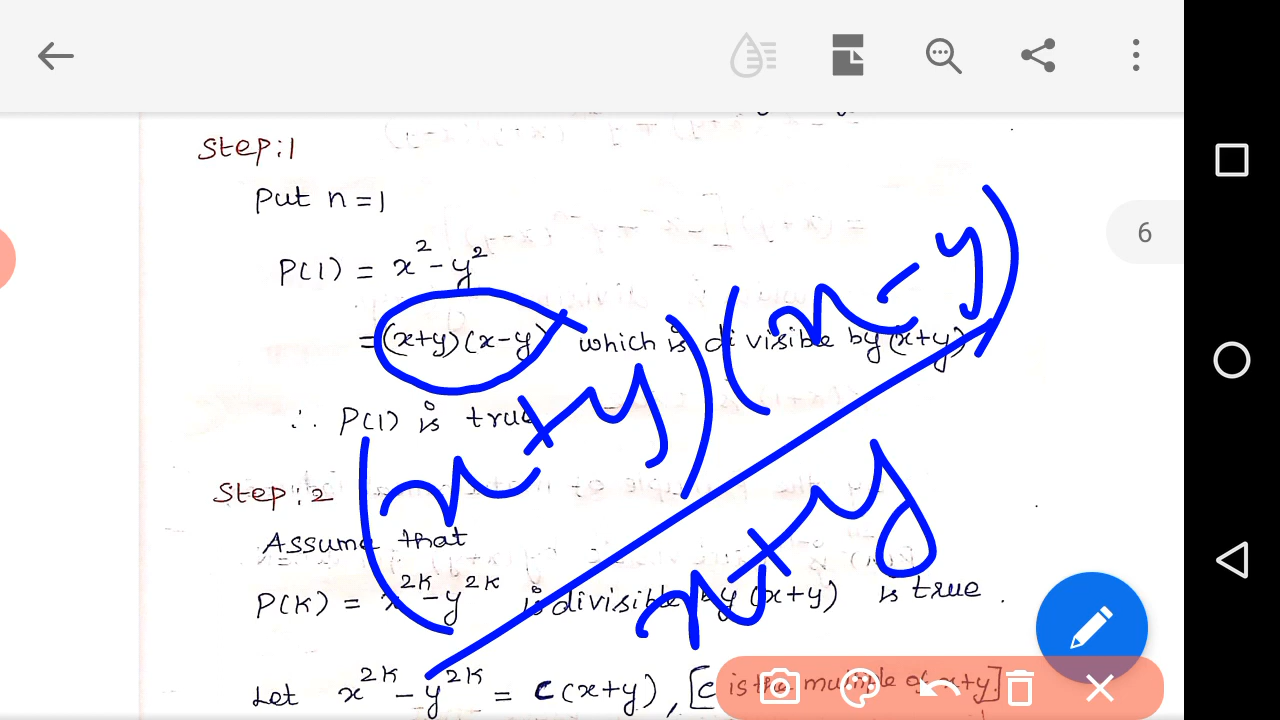 6
Step:1
Put n=1
P(1) = x² - y²
= (x+y)(x-y) which is divisible by (x+y)
∴ P(1) is true
Step:2
Assume that
P(K) = x^2K - y^2K is divisible by (x+y) is true.
Let x^2K - y^2K = c(x+y), [c is the multiple of x+y]
(x+y)(x-y)
x+y